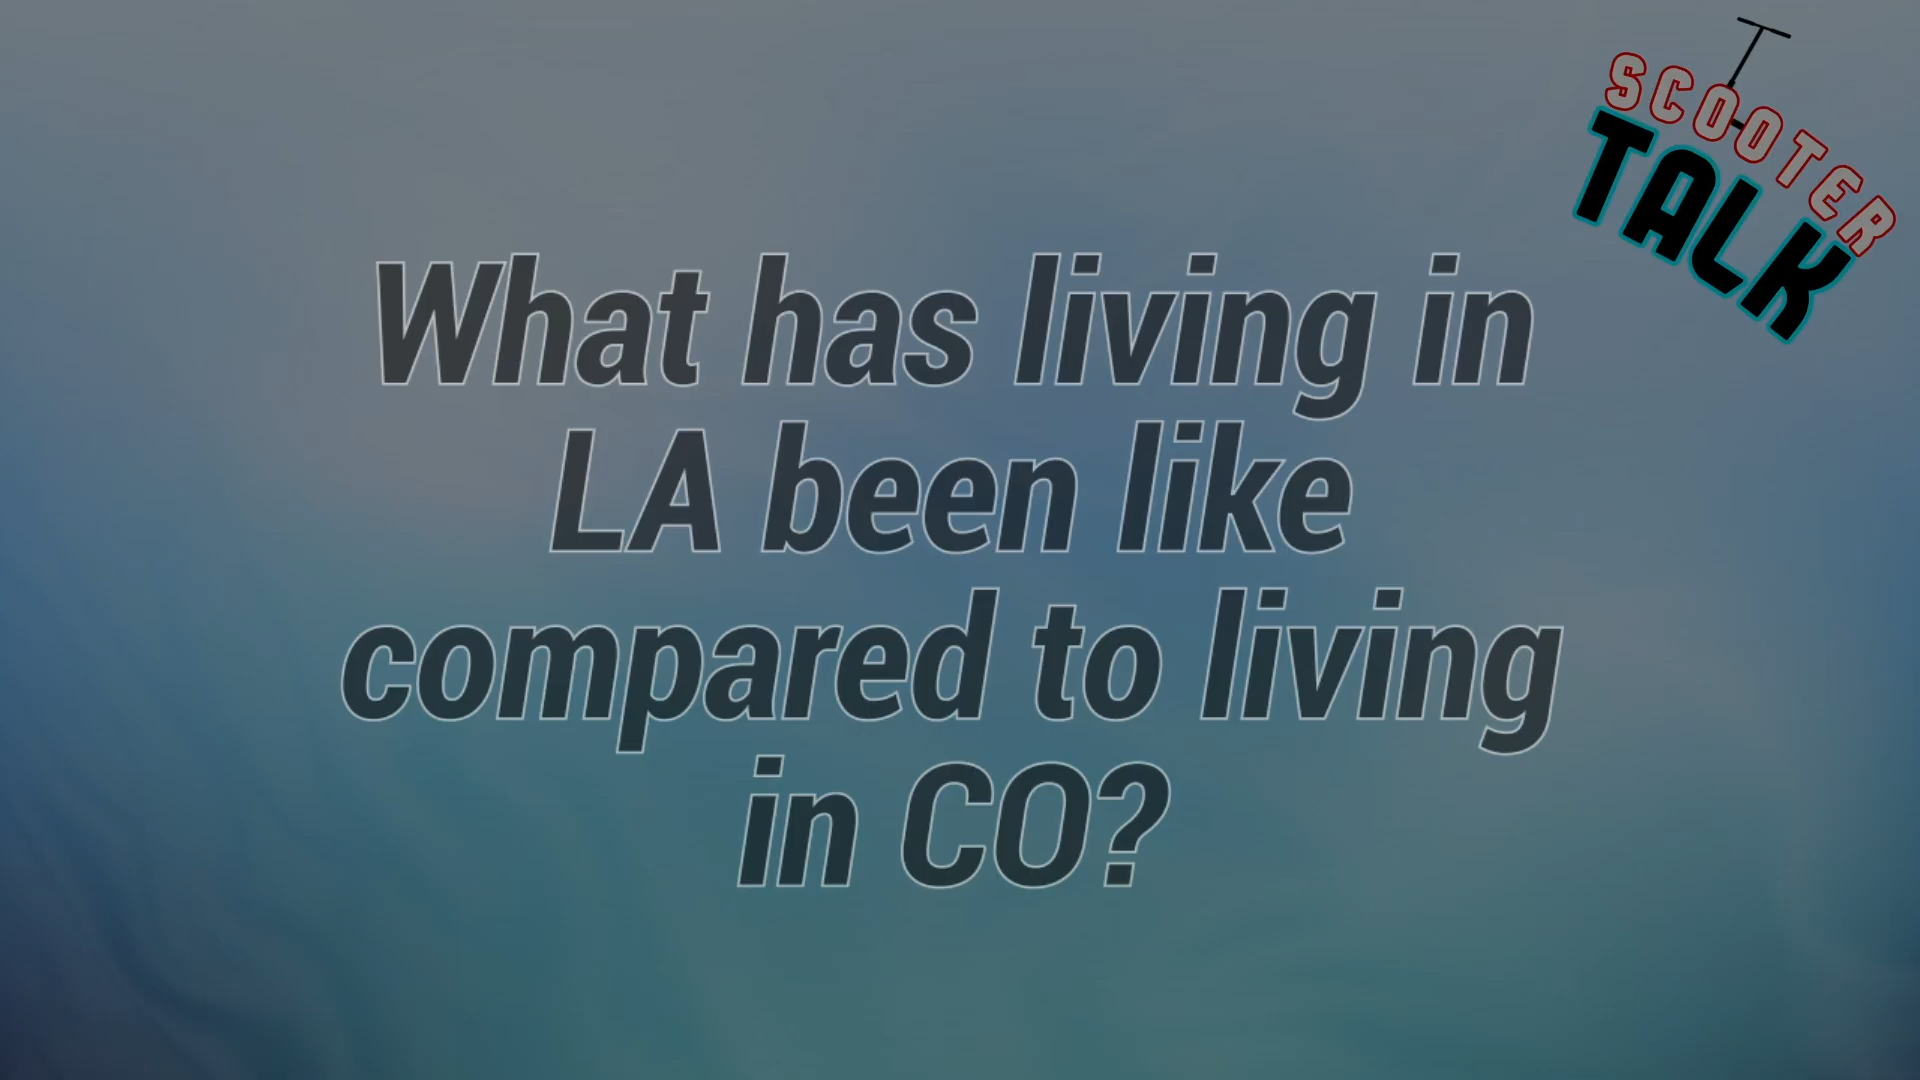 SCOOTER
TALK
What has living in
LA been like
compared to living
in CO?